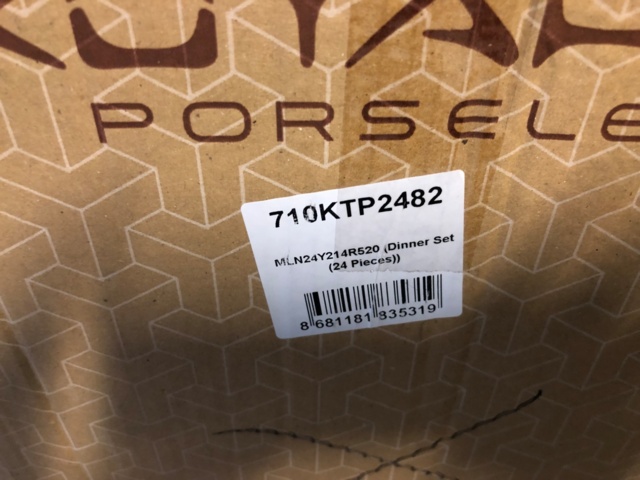 PORSELE
710KTP2482
MLN24Y214R520 (Dinner Set
(24 Pieces))
8 681181 835319